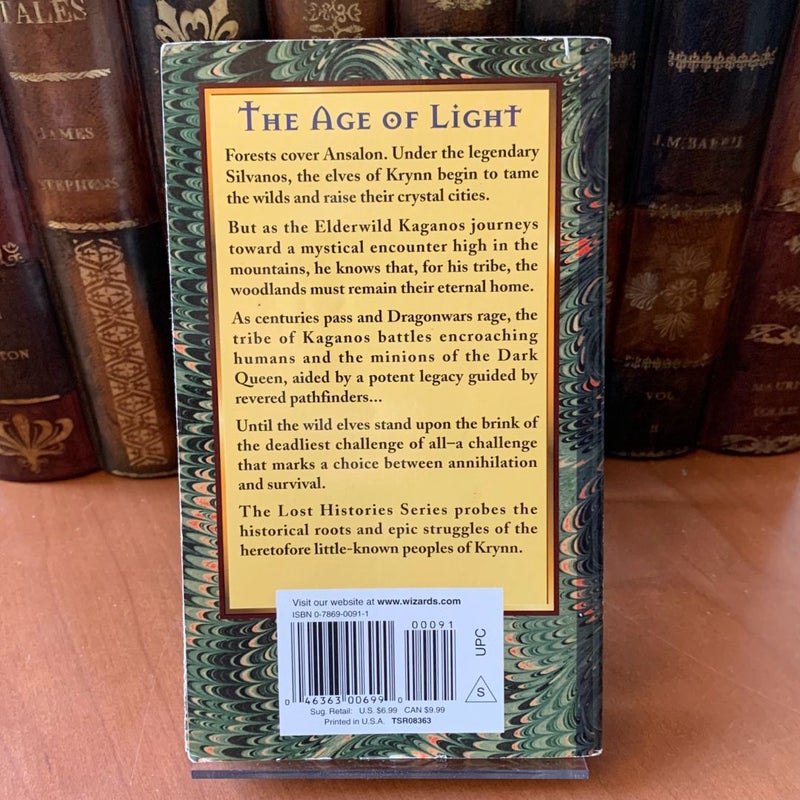 TALES
JAMES
STEPHENS
TON
J.M.BARRIE
VOL
II
THE AGE OF LIGHT
Forests cover Ansalon. Under the legendary
Silvanos, the elves of Krynn begin to tame
the wilds and raise their crystal cities.
But as the Elderwild Kaganos journeys
toward a mystical encounter high in the
mountains, he knows that, for his tribe, the
woodlands must remain their eternal home.
As centuries pass and Dragonwars rage, the
tribe of Kaganos battles encroaching
humans and the minions of the Dark
Queen, aided by a potent legacy guided by
revered pathfinders...
Until the wild elves stand upon the brink of
the deadliest challenge of all–a challenge
that marks a choice between annihilation
and survival.
The Lost Histories Series probes the
historical roots and epic struggles of the
heretofore little-known peoples of Krynn.
Visit our website at www.wizards.com
ISBN 0-7869-0091-1
00091
UPC
S
0 46363 00699 0
Sug. Retail: U.S. $6.99 CAN $9.99
Printed in U.S.A. TSR08363